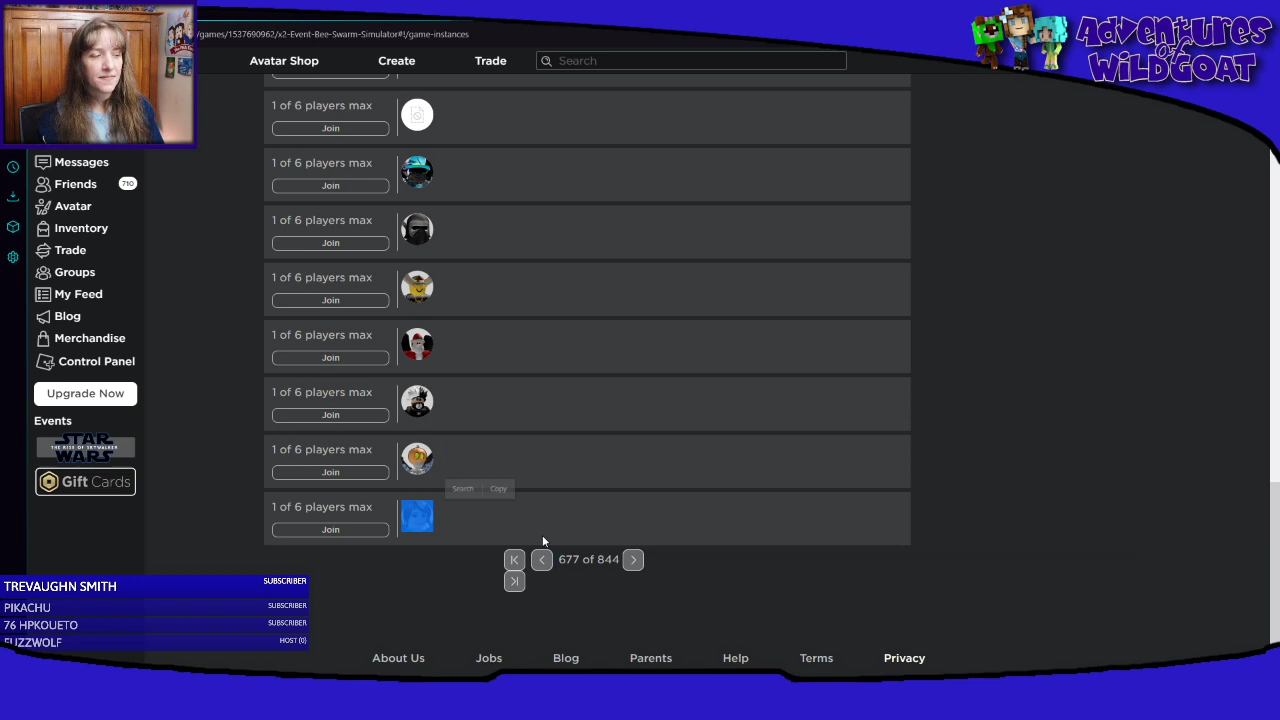 /games/1537690962/x2-Event-Bee-Swarm-Simulator#!/game-instances
Adventures
of
WildGoat
Avatar Shop
Create
Trade
Search
1 of 6 players max
Join
1 of 6 players max
Join
1 of 6 players max
Join
1 of 6 players max
Join
1 of 6 players max
Join
1 of 6 players max
Join
1 of 6 players max
Join
1 of 6 players max
Join
Search
Copy
677 of 844
Messages
Friends
710
Avatar
Inventory
Trade
Groups
My Feed
Blog
Merchandise
Control Panel
Upgrade Now
Events
STAR WARS
THE RISE OF SKYWALKER
Gift Cards
TREVAUGHN SMITH SUBSCRIBER
PIKACHU SUBSCRIBER
76 HPKOUETO SUBSCRIBER
FUZZWOLF HOST (0)
About Us
Jobs
Blog
Parents
Help
Terms
Privacy